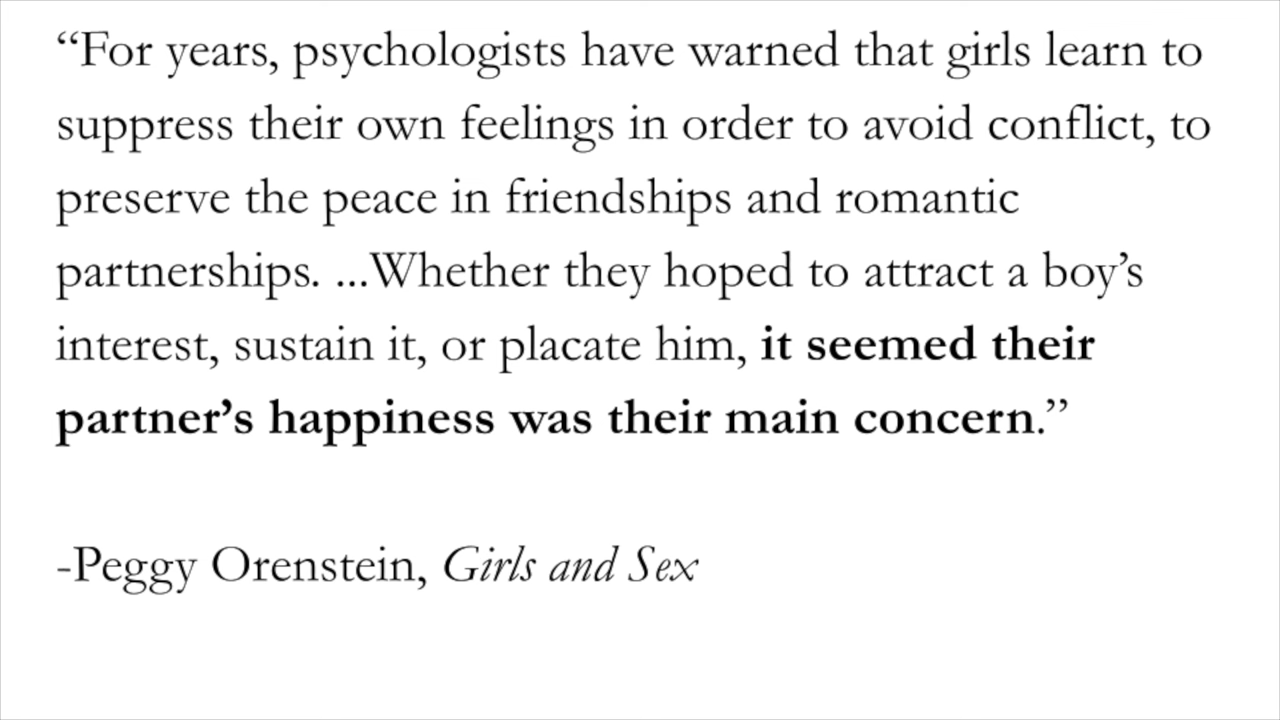 “For years, psychologists have warned that girls learn to
suppress their own feelings in order to avoid conflict, to
preserve the peace in friendships and romantic
partnerships. ...Whether they hoped to attract a boy’s
interest, sustain it, or placate him, it seemed their
partner’s happiness was their main concern.”
-Peggy Orenstein, Girls and Sex